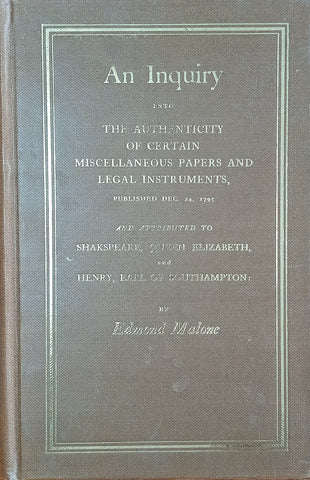 An Inquiry
INTO
THE AUTHENTICITY
OF CERTAIN
MISCELLANEOUS PAPERS AND
LEGAL INSTRUMENTS,
PUBLISHED DEC. 24, 1795
AND ATTRIBUTED TO
SHAKSPEARE, QUEEN ELIZABETH,
and
HENRY, EARL OF SOUTHAMPTON:
BY
Edmond Malone